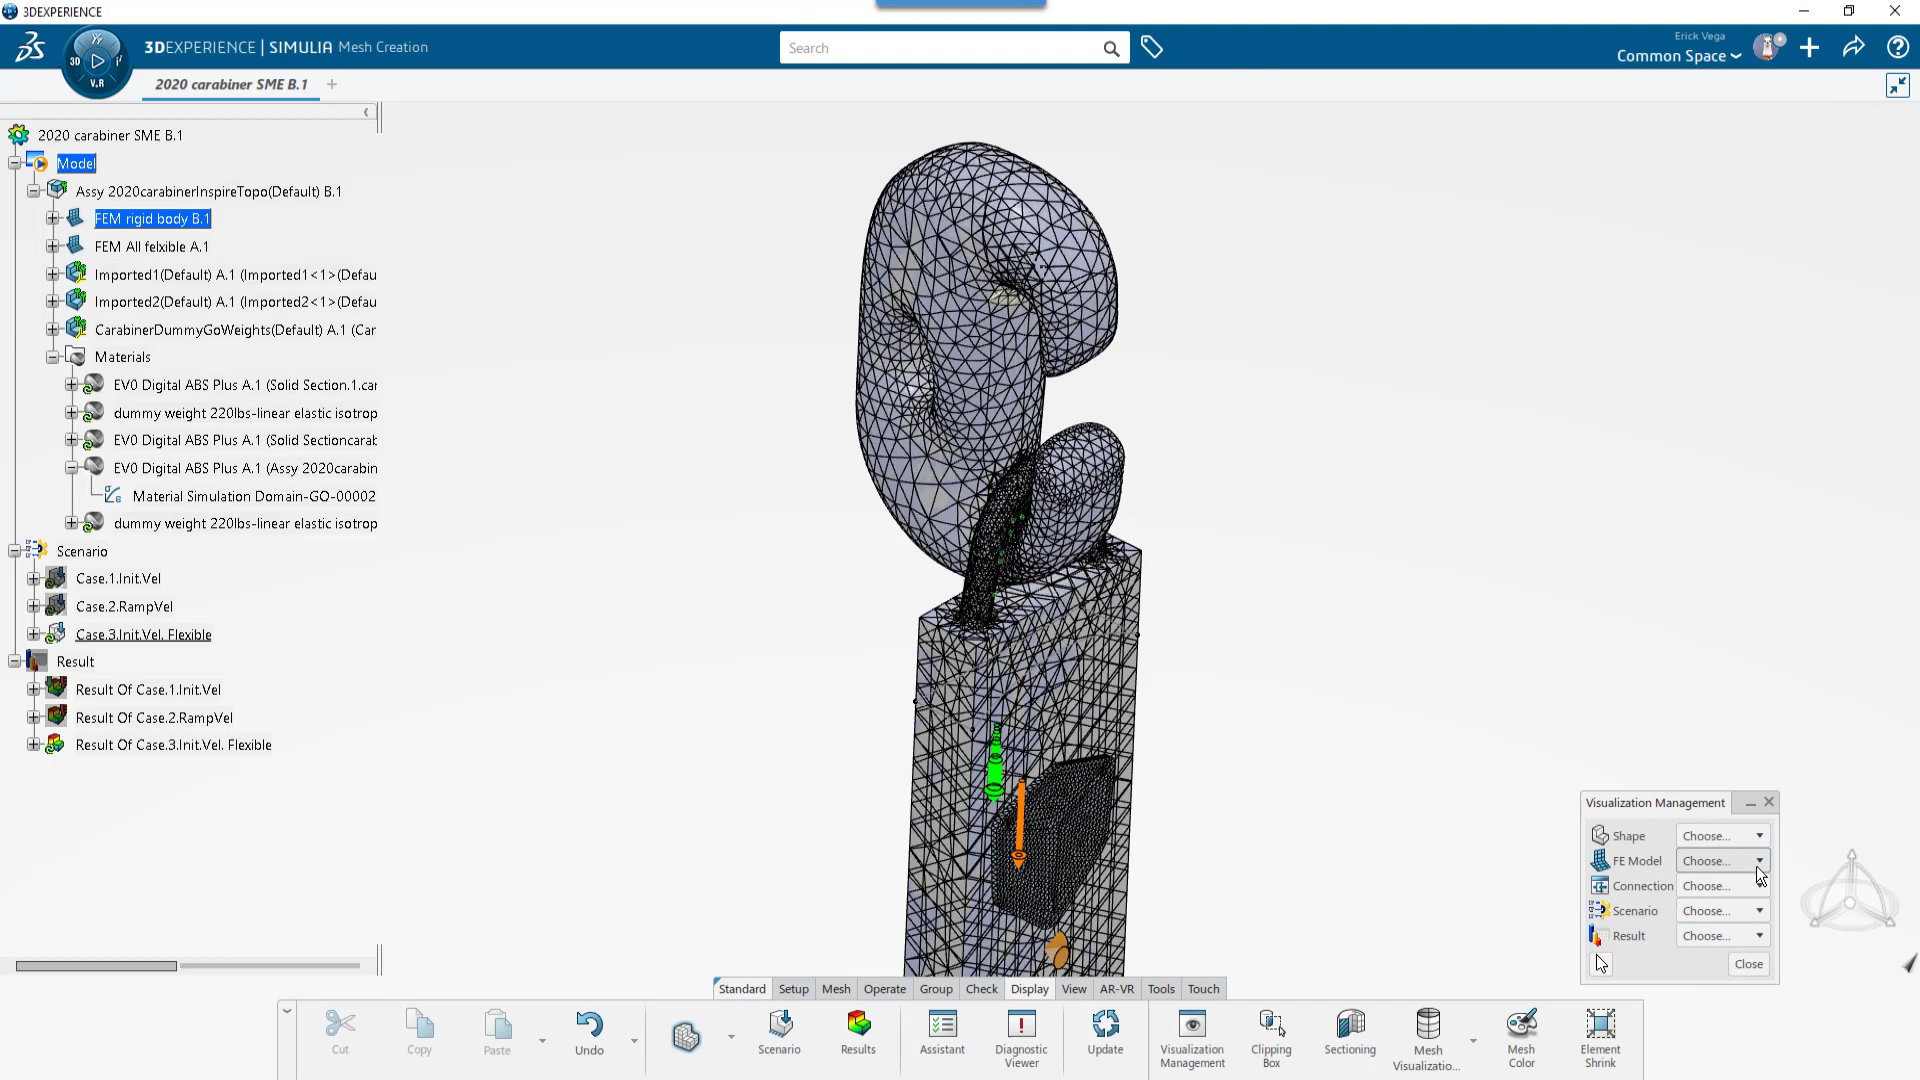 3DEXPERIENCE
3DEXPERIENCE | SIMULIA Mesh Creation
3D
V.R
Search
Erick Vega
Common Space
2020 carabiner SME B.1
2020 carabiner SME B.1
Model
Assy 2020carabinerInspireTopo(Default) B.1
FEM rigid body B.1
FEM All felxible A.1
Imported1(Default) A.1 (Imported1<1>(Defau
Imported2(Default) A.1 (Imported2<1>(Defau
CarabinerDummyGoWeights(Default) A.1 (Car
Materials
EV0 Digital ABS Plus A.1 (Solid Section.1.car
dummy weight 220lbs-linear elastic isotrop
EV0 Digital ABS Plus A.1 (Solid Sectioncarab
EV0 Digital ABS Plus A.1 (Assy 2020carabin
Material Simulation Domain-GO-00002
dummy weight 220lbs-linear elastic isotrop
Scenario
Case.1.Init.Vel
Case.2.RampVel
Case.3.Init.Vel. Flexible
Result
Result Of Case.1.Init.Vel
Result Of Case.2.RampVel
Result Of Case.3.Init.Vel. Flexible
Visualization Management
Shape Choose...
FE Model Choose...
Connection Choose...
Scenario Choose...
Result Choose...
Close
Standard Setup Mesh Operate Group Check Display View AR-VR Tools Touch
Cut
Copy
Paste
Undo
Scenario
Results
Assistant
Diagnostic
Viewer
Update
Visualization
Management
Clipping
Box
Sectioning
Mesh
Visualizatio...
Mesh
Color
Element
Shrink